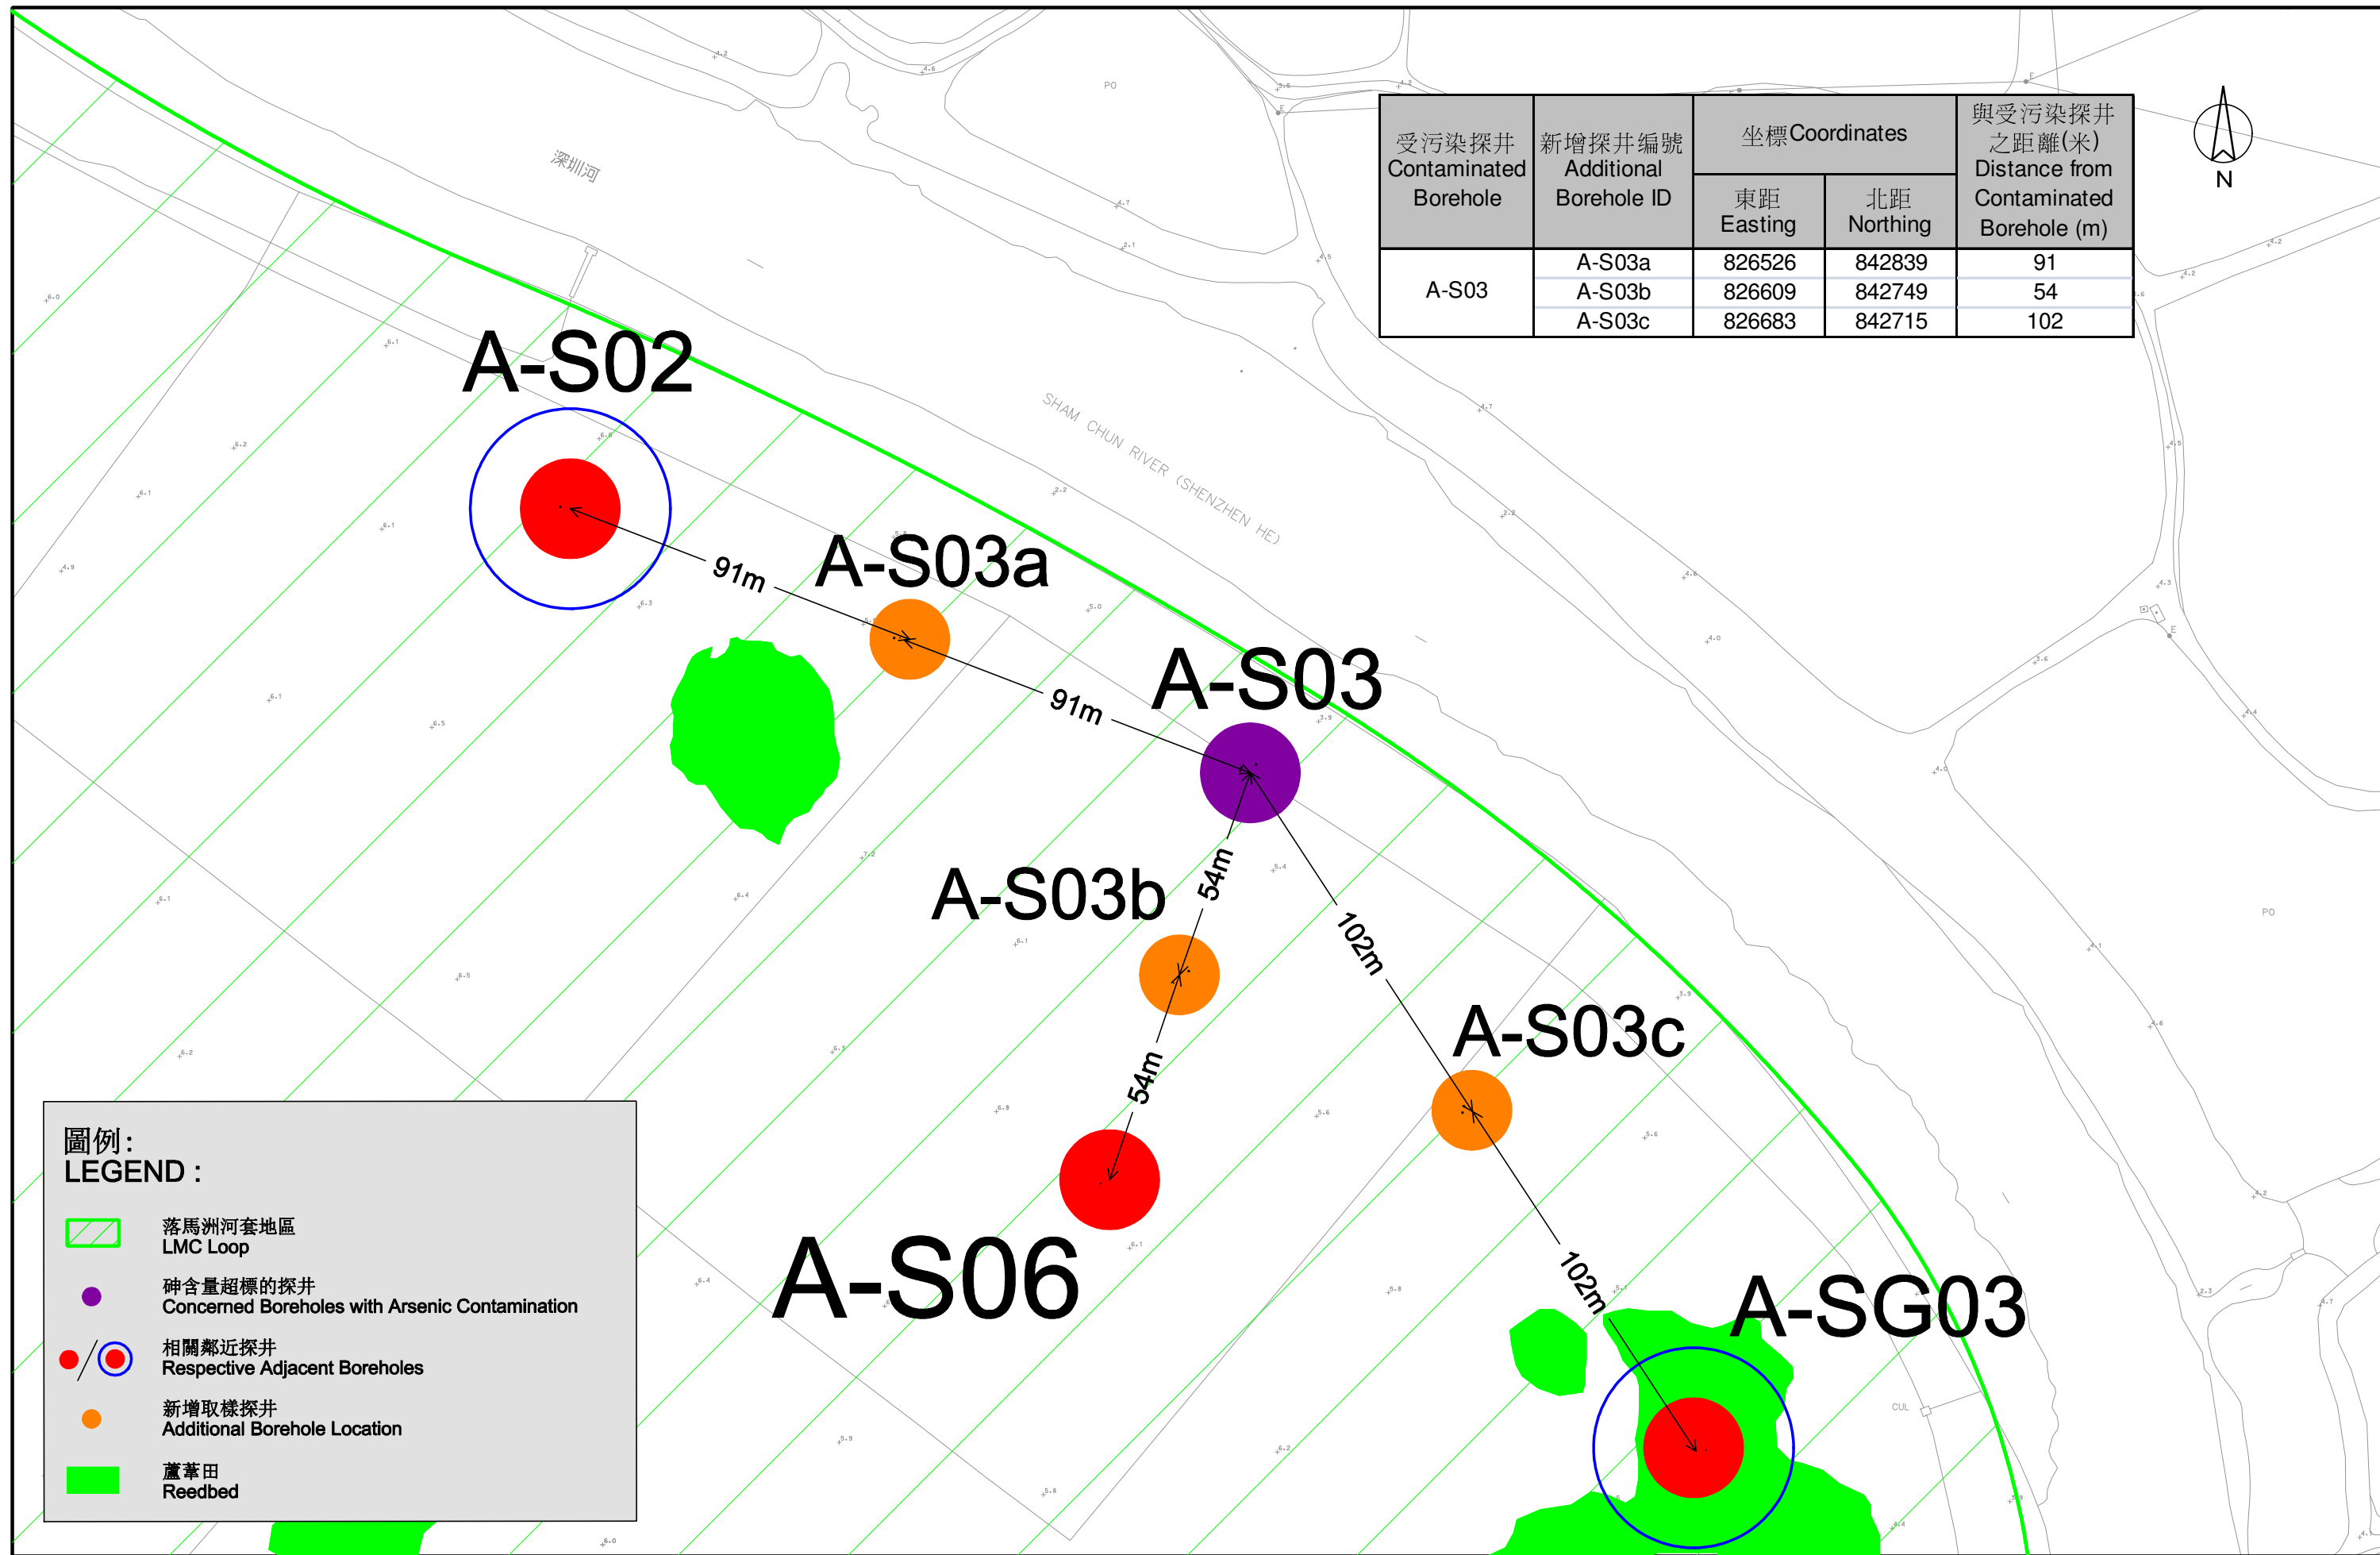 深圳河
SHAM CHUN RIVER (SHENZHEN HE)
PO
受污染探井
Contaminated
Borehole
新增探井编號
Additional
Borehole ID
坐標Coordinates
東距
Easting
北距
Northing
與受污染探井
之距離(米)
Distance from
Contaminated
Borehole (m)
A-S03
A-S03a 826526 842839 91
A-S03b 826609 842749 54
A-S03c 826683 842715 102
N
A-S02
91m
A-S03a
91m
A-S03
54m
A-S03b
102m
54m
A-S03c
A-S06
102m
A-SG03
CUL
PO
E
圖例:
LEGEND :
落馬洲河套地區
LMC Loop
砷含量超標的探井
Concerned Boreholes with Arsenic Contamination
相關鄰近探井
Respective Adjacent Boreholes
新增取樣探井
Additional Borehole Location
蘆葦田
Reedbed